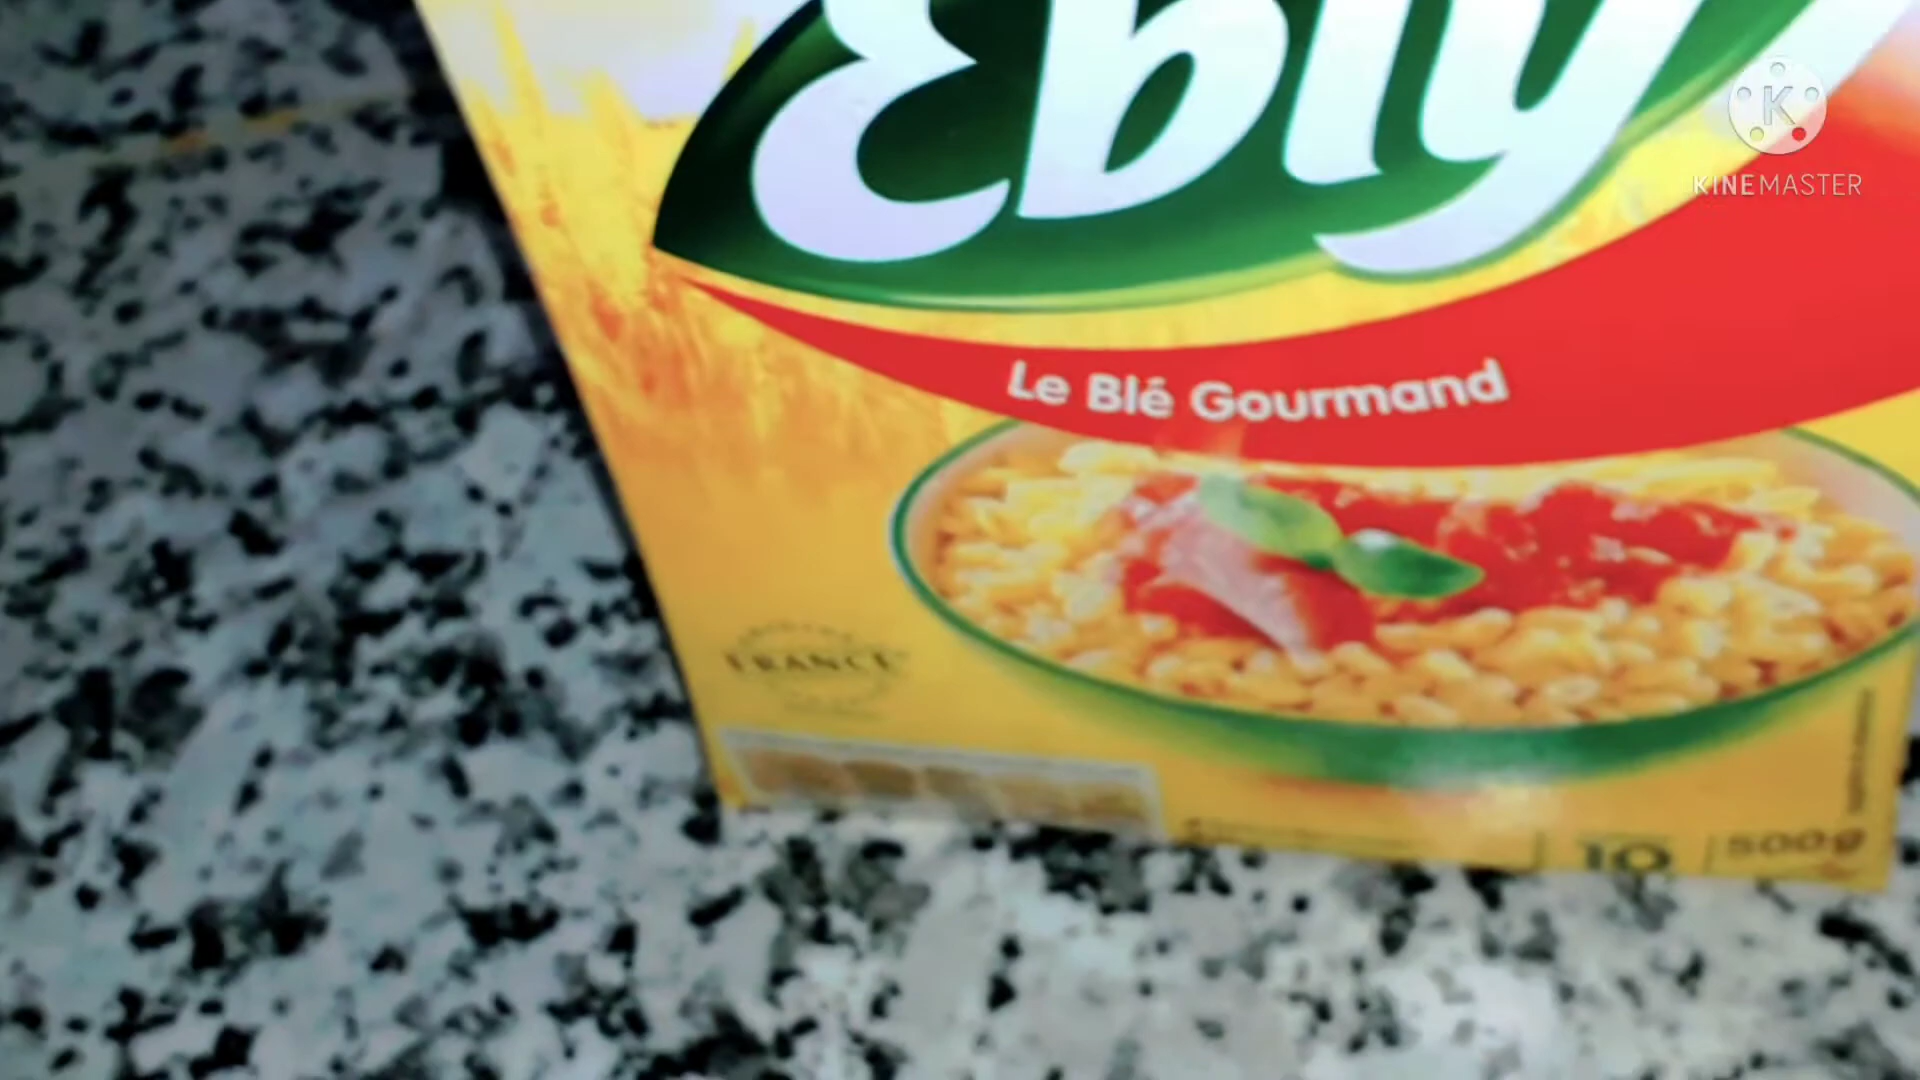 Ebly
KINEMASTER
Le Blé Gourmand
FRANCE
10
500g